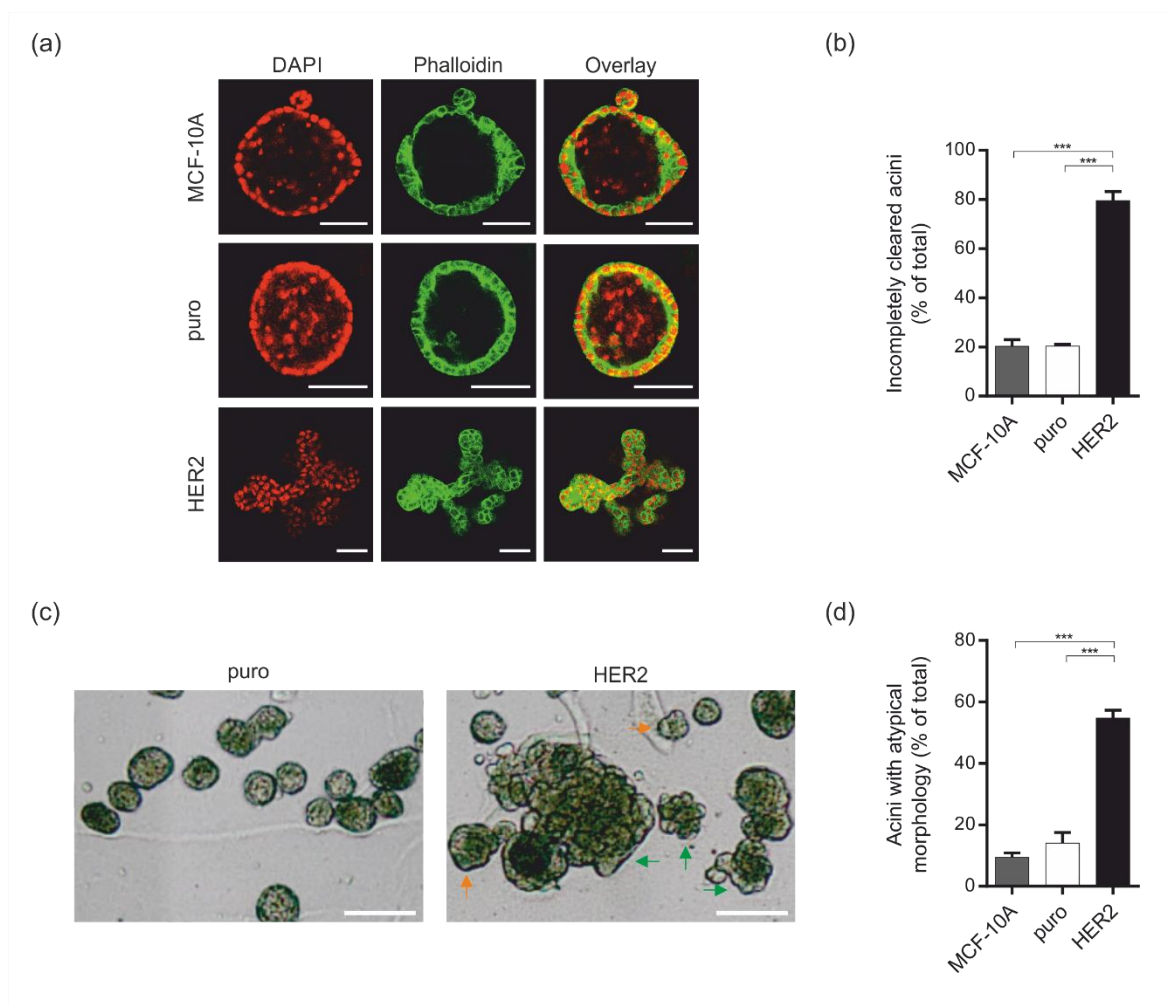 (a)
DAPI
Phalloidin
Overlay
MCF-10A
puro
HER2
(b)
Incompletely cleared acini
(% of total)
100
80
60
40
20
0
***
***
MCF-10A
puro
HER2
(c)
puro
HER2
(d)
Acini with atypical
morphology (% of total)
80
60
40
20
0
***
***
MCF-10A
puro
HER2